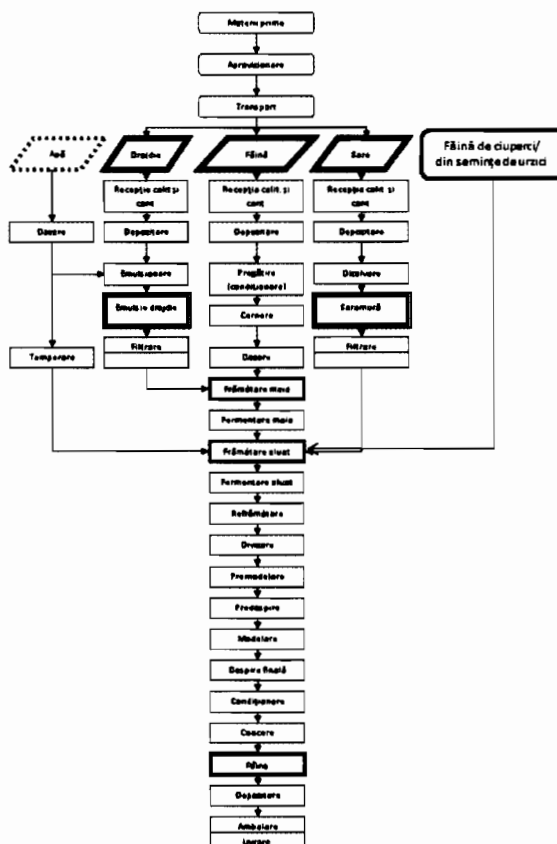 Materii prime
Aprovizionare
Transport
Apă
Drojdie
Făină
Sare
Făină de ciuperci/
din semințe de urzici
Recepție calit. și
cant
Recepție calit. și
cant
Recepție calit. și
cant
Dozare
Depozitare
Depozitare
Depozitare
Emulsionare
Pregătire
(condiționare)
Dizolvare
Emulsie drojdie
Cernere
Saramură
Temperare
Filtrare
Dozare
Filtrare
Frământare maia
Fermentare maia
Frământare aluat
Fermentare aluat
Refrământare
Divizare
Premodelare
Predospire
Modelare
Dospire finală
Condiționare
Coacere
Pâine
Depozitare
Ambalare
Livrare